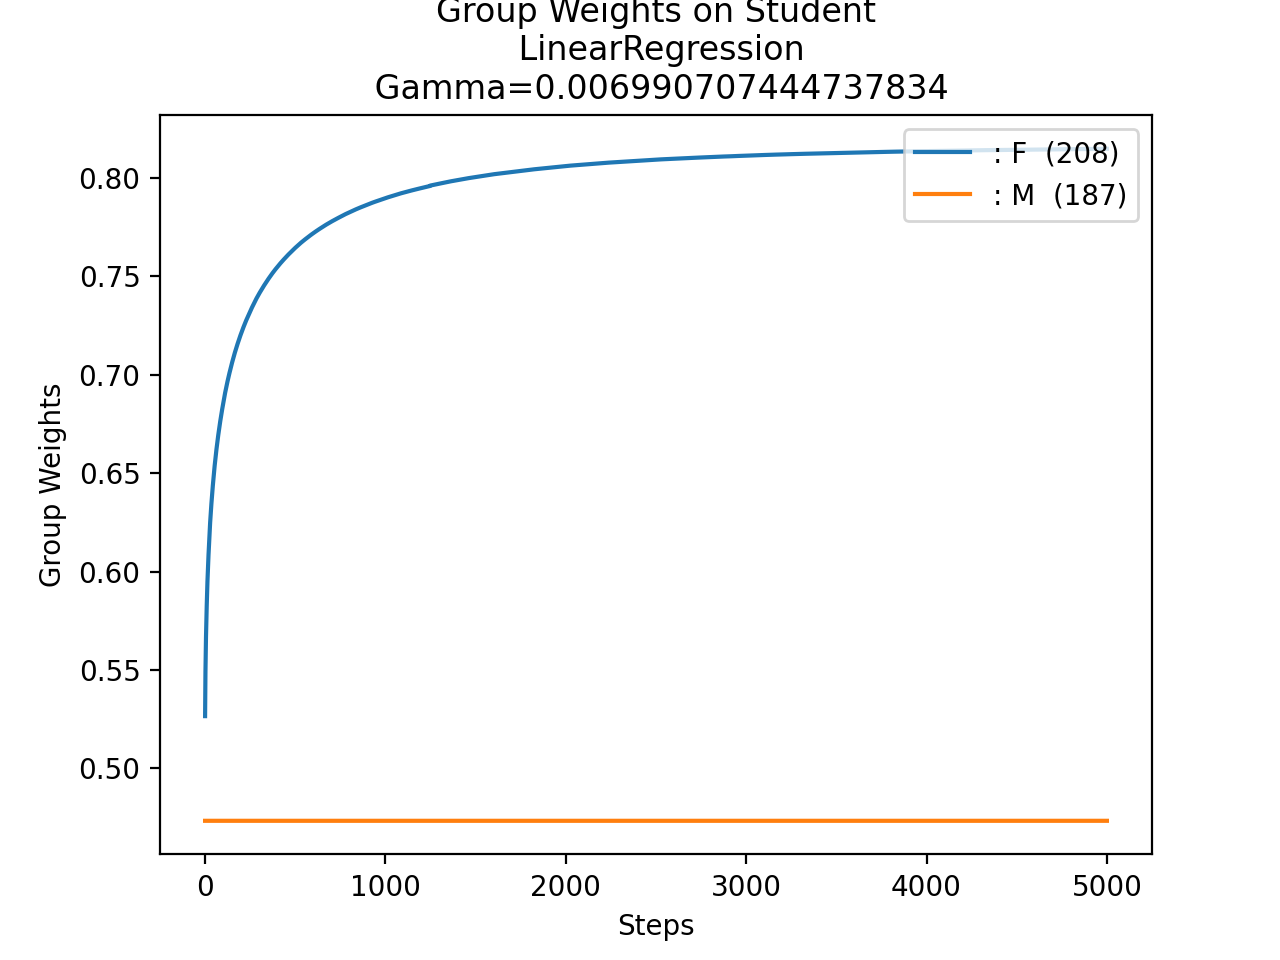 Group Weights on Student
LinearRegression
Gamma=0.006990707444737834
: F (208)
: M (187)
0.80
0.75
0.70
0.65
0.60
0.55
0.50
Group Weights
0 1000 2000 3000 4000 5000
Steps